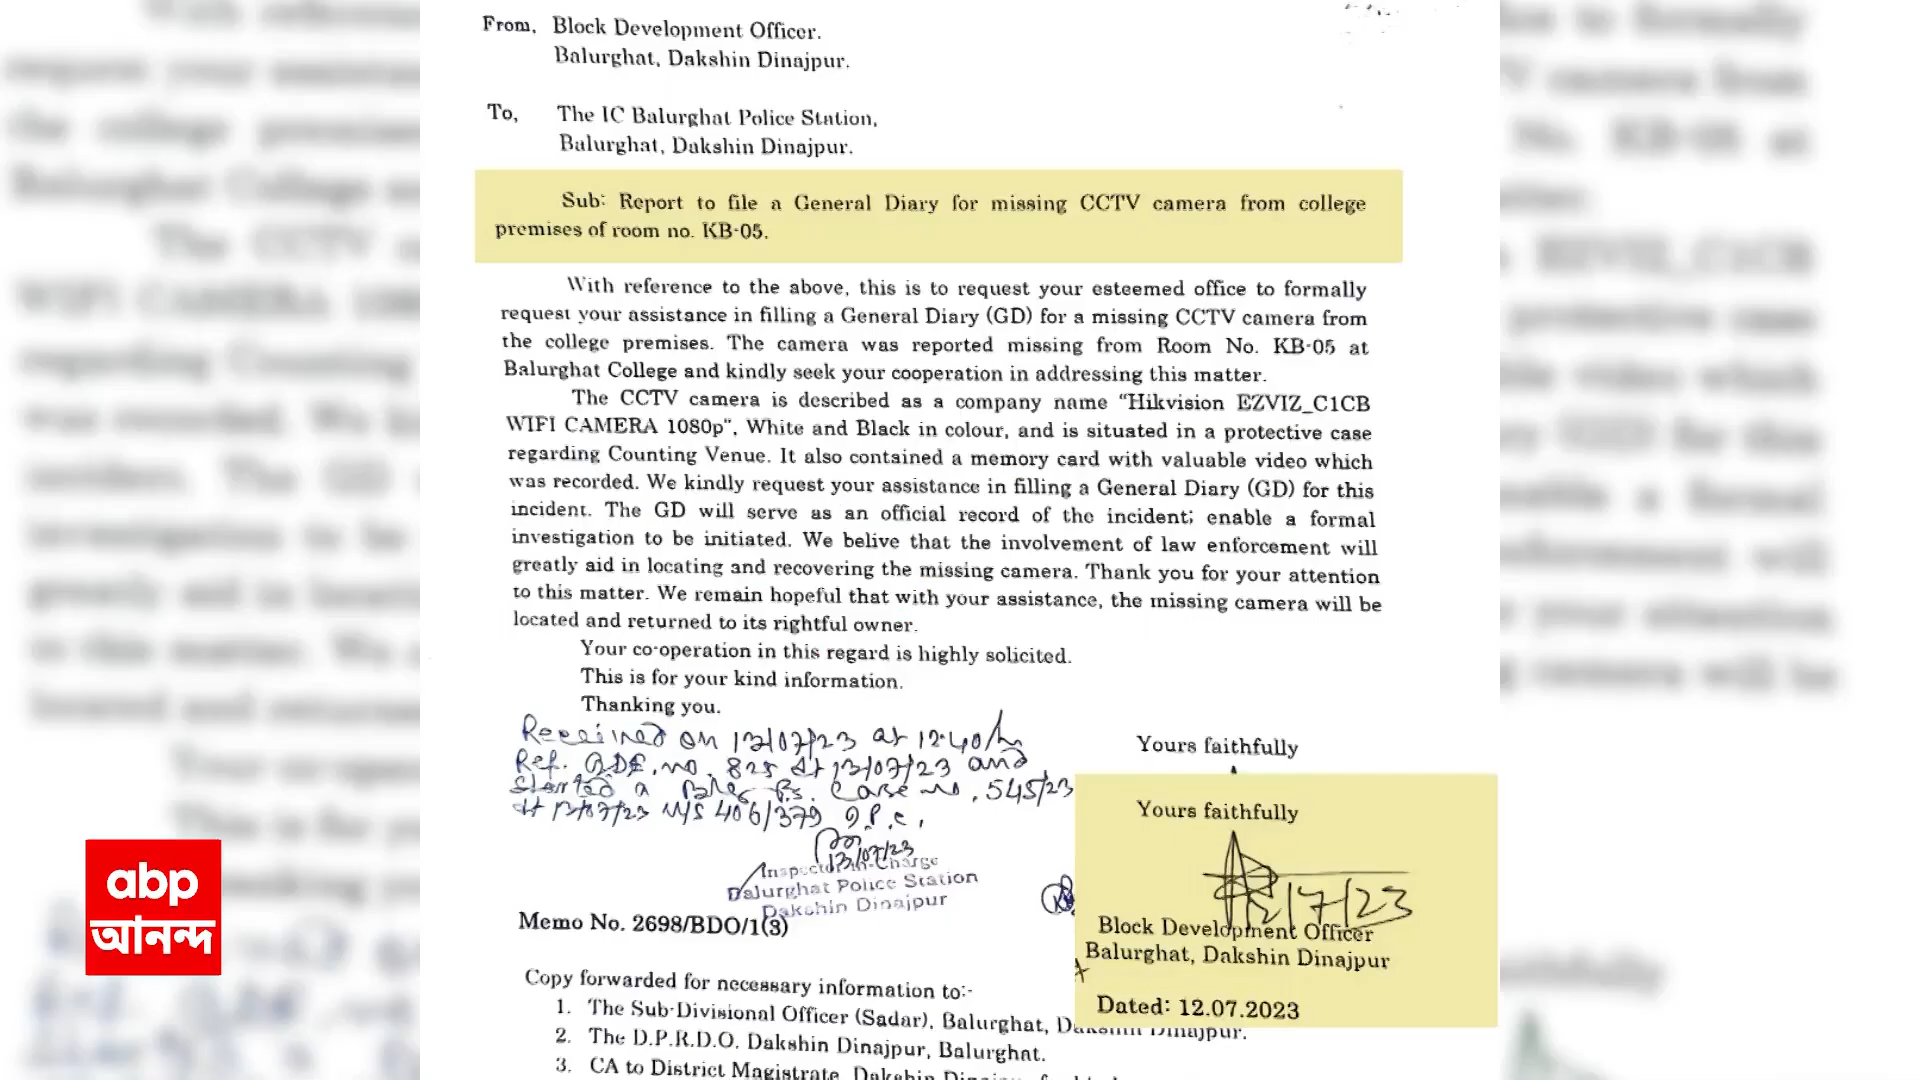 From, Block Development Officer.
Balurghat, Dakshin Dinajpur.
To, The IC Balurghat Police Station,
Balurghat, Dakshin Dinajpur.
Sub: Report to file a General Diary for missing CCTV camera from college
premises of room no. KB-05.
With reference to the above, this is to request your esteemed office to formally
request your assistance in filling a General Diary (GD) for a missing CCTV camera from
the college premises. The camera was reported missing from Room No. KB-05 at
Balurghat College and kindly seek your cooperation in addressing this matter.
The CCTV camera is described as a company name "Hikvision EZVIZ_C1CB
WIFI CAMERA 1080p", White and Black in colour, and is situated in a protective case
regarding Counting Venue. It also contained a memory card with valuable video which
was recorded. We kindly request your assistance in filling a General Diary (GD) for this
incident. The GD will serve as an official record of the incident; enable a formal
investigation to be initiated. We belive that the involvement of law enforcement will
greatly aid in locating and recovering the missing camera. Thank you for your attention
to this matter. We remain hopeful that with your assistance, the missing camera will be
located and returned to its rightful owner.
Your co-operation in this regard is highly solicited.
This is for your kind information.
Thanking you.
Received on 13/07/23 at 12.40
Ref. GDE, no. 825 dt 13/07/23 and
Started a P.S. Case no. 545/23
dt 13/07/23 U/S 406/379 I.P.C.
13/07/23
Inspector-in-Charge
Balurghat Police Station
Dakshin Dinajpur
Yours faithfully
Yours faithfully
12/7/23
Block Development Officer
Balurghat, Dakshin Dinajpur
Dated: 12.07.2023
Memo No. 2698/BDO/1(3)
Copy forwarded for necessary information to:-
1. The Sub-Divisional Officer (Sadar), Balurghat, Dakshin Dinajpur.
2. The D.P.R.D.O. Dakshin Dinajpur, Balurghat.
3. CA to District Magistrate, Dakshin
abp
আনন্দ